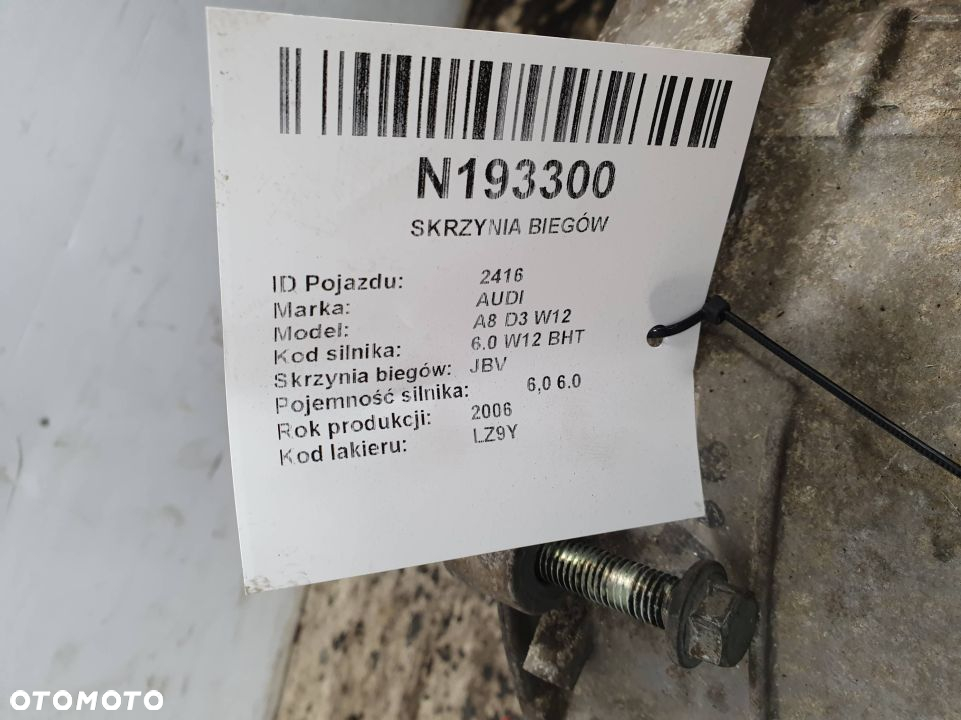 N193300
SKRZYNIA BIEGÓW
ID Pojazdu: 2416
Marka: AUDI
Model: A8 D3 W12
Kod silnika: 6.0 W12 BHT
Skrzynia biegów: JBV
Pojemność silnika: 6,0 6.0
Rok produkcji: 2006
Kod lakieru: LZ9Y
OTOMOTO